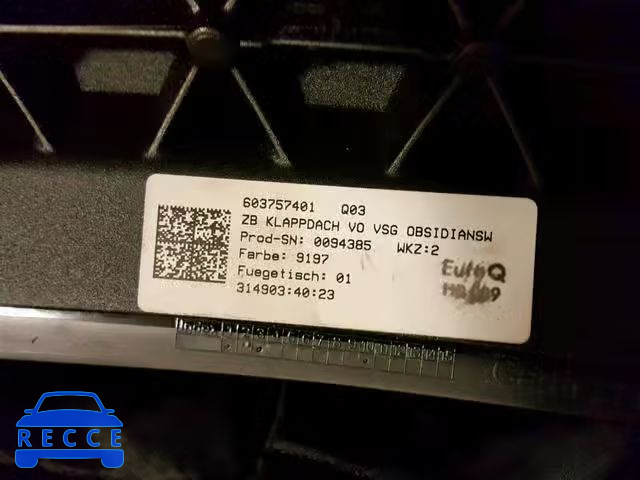 603757401 Q03
ZB KLAPPDACH VO VSG OBSIDIANSW
Prod-SN: 0094385 WKZ:2
Farbe: 9197
Fuegetisch: 01
314903:40:23
RECCE